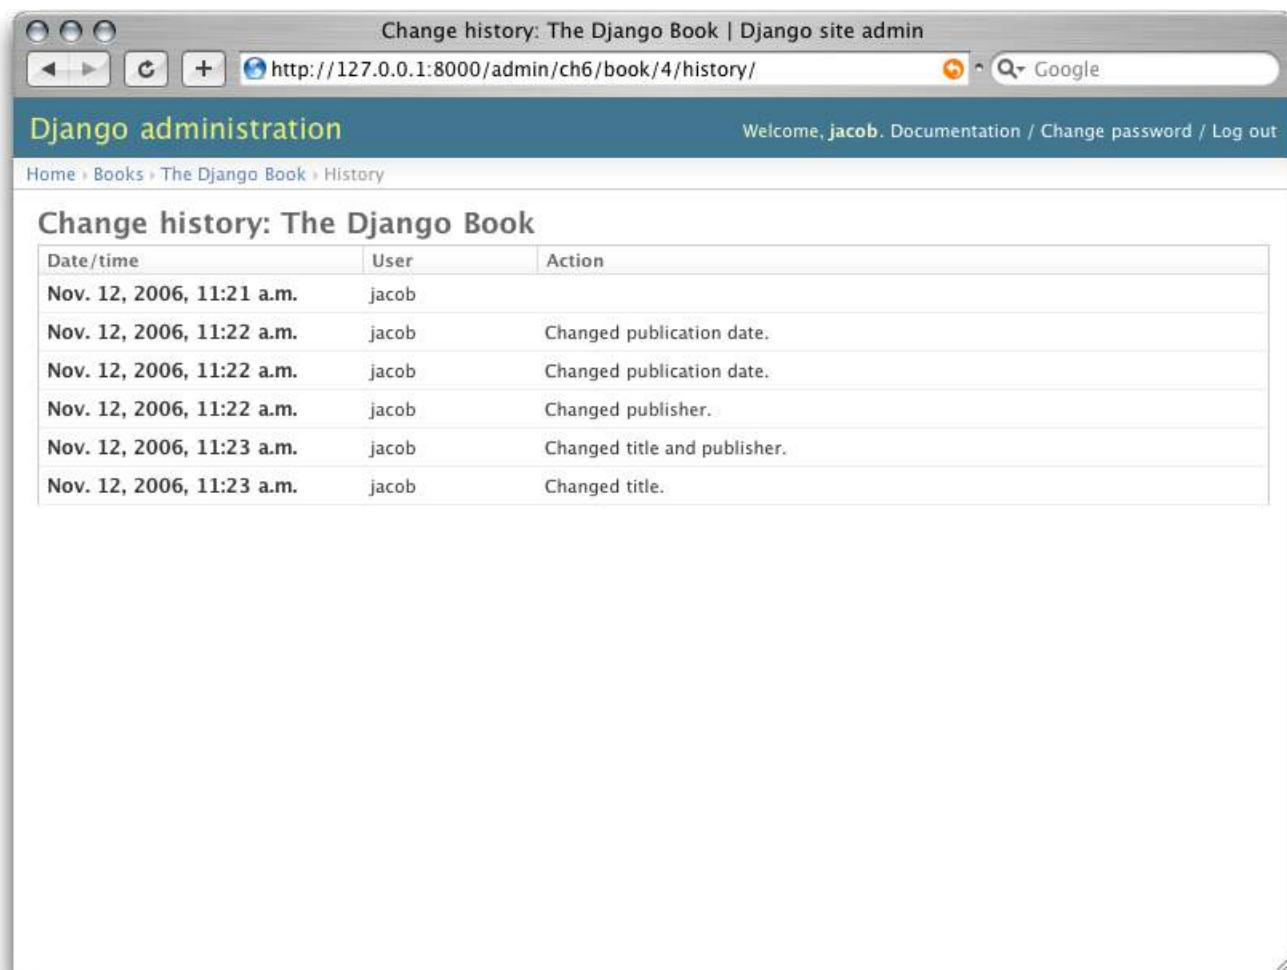 Change history: The Django Book | Django site admin
http://127.0.0.1:8000/admin/ch6/book/4/history/ Google
Django administration Welcome, jacob. Documentation / Change password / Log out
Home › Books › The Django Book › History
Change history: The Django Book
Date/time User Action
Nov. 12, 2006, 11:21 a.m. jacob
Nov. 12, 2006, 11:22 a.m. jacob Changed publication date.
Nov. 12, 2006, 11:22 a.m. jacob Changed publication date.
Nov. 12, 2006, 11:22 a.m. jacob Changed publisher.
Nov. 12, 2006, 11:23 a.m. jacob Changed title and publisher.
Nov. 12, 2006, 11:23 a.m. jacob Changed title.